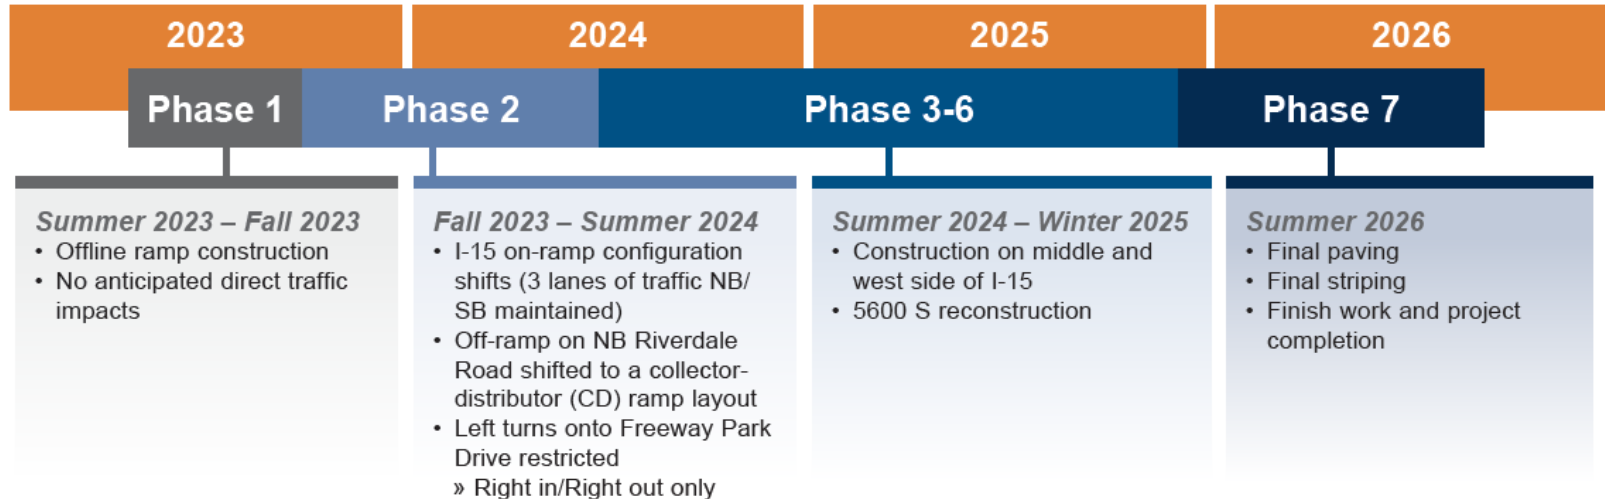 2023
2024
2025
2026
Phase 1
Phase 2
Phase 3-6
Phase 7
Summer 2023 – Fall 2023
• Offline ramp construction
• No anticipated direct traffic
impacts
Fall 2023 – Summer 2024
• I-15 on-ramp configuration
shifts (3 lanes of traffic NB/
SB maintained)
• Off-ramp on NB Riverdale
Road shifted to a collector-
distributor (CD) ramp layout
• Left turns onto Freeway Park
Drive restricted
» Right in/Right out only
Summer 2024 – Winter 2025
• Construction on middle and
west side of I-15
• 5600 S reconstruction
Summer 2026
• Final paving
• Final striping
• Finish work and project
completion